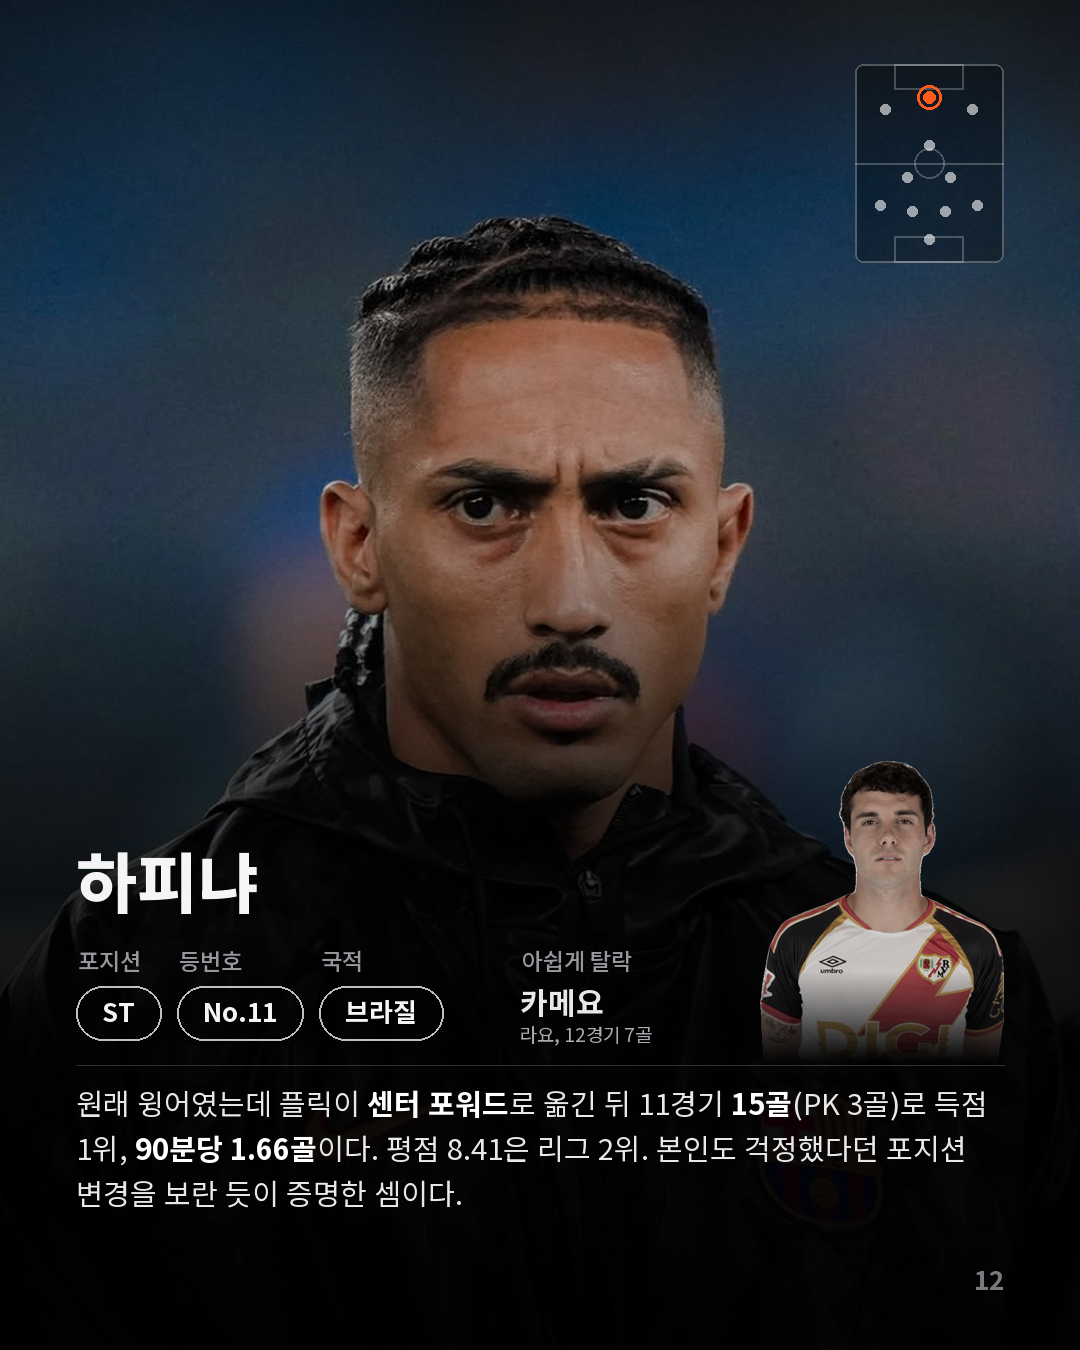 하피냐
포지션 등번호 국적 아쉽게 탈락
ST No.11 브라질 카메요
라요, 12경기 7골
umbro
DIGI
원래 윙어였는데 플릭이 센터 포워드로 옮긴 뒤 11경기 15골(PK 3골)로 득점
1위, 90분당 1.66골이다. 평점 8.41은 리그 2위. 본인도 걱정했다던 포지션
변경을 보란 듯이 증명한 셈이다.
12